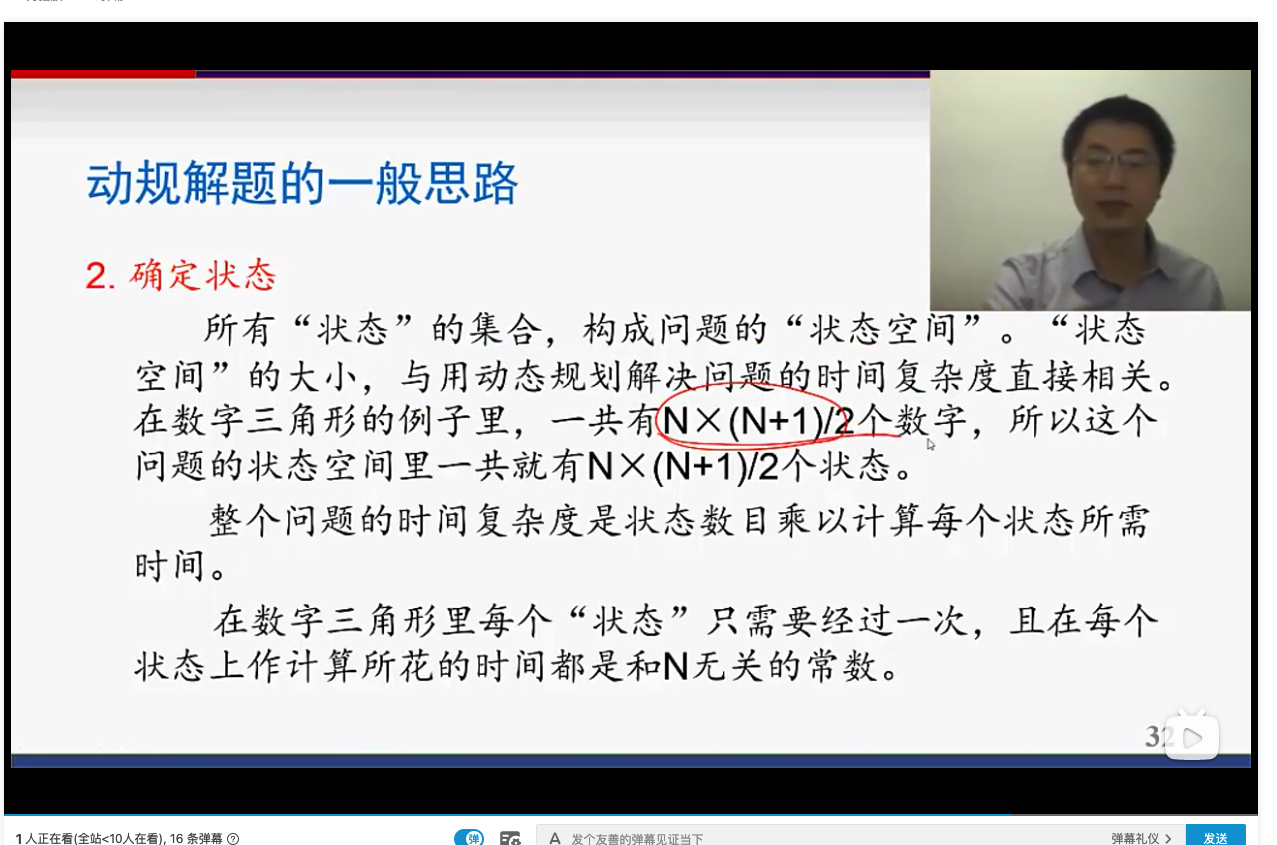 动规解题的一般思路
2. 确定状态
所有“状态”的集合，构成问题的“状态空间”。“状态
空间”的大小，与用动态规划解决问题的时间复杂度直接相关。
在数字三角形的例子里，一共有N×(N+1)/2个数字，所以这个
问题的状态空间里一共就有N×(N+1)/2个状态。
整个问题的时间复杂度是状态数目乘以计算每个状态所需
时间。
在数字三角形里每个“状态”只需要经过一次，且在每个
状态上作计算所花的时间都是和N无关的常数。
32
1人正在看(全站<10人在看), 16 条弹幕 弹 A 发个友善的弹幕见证当下 弹幕礼仪 > 发送